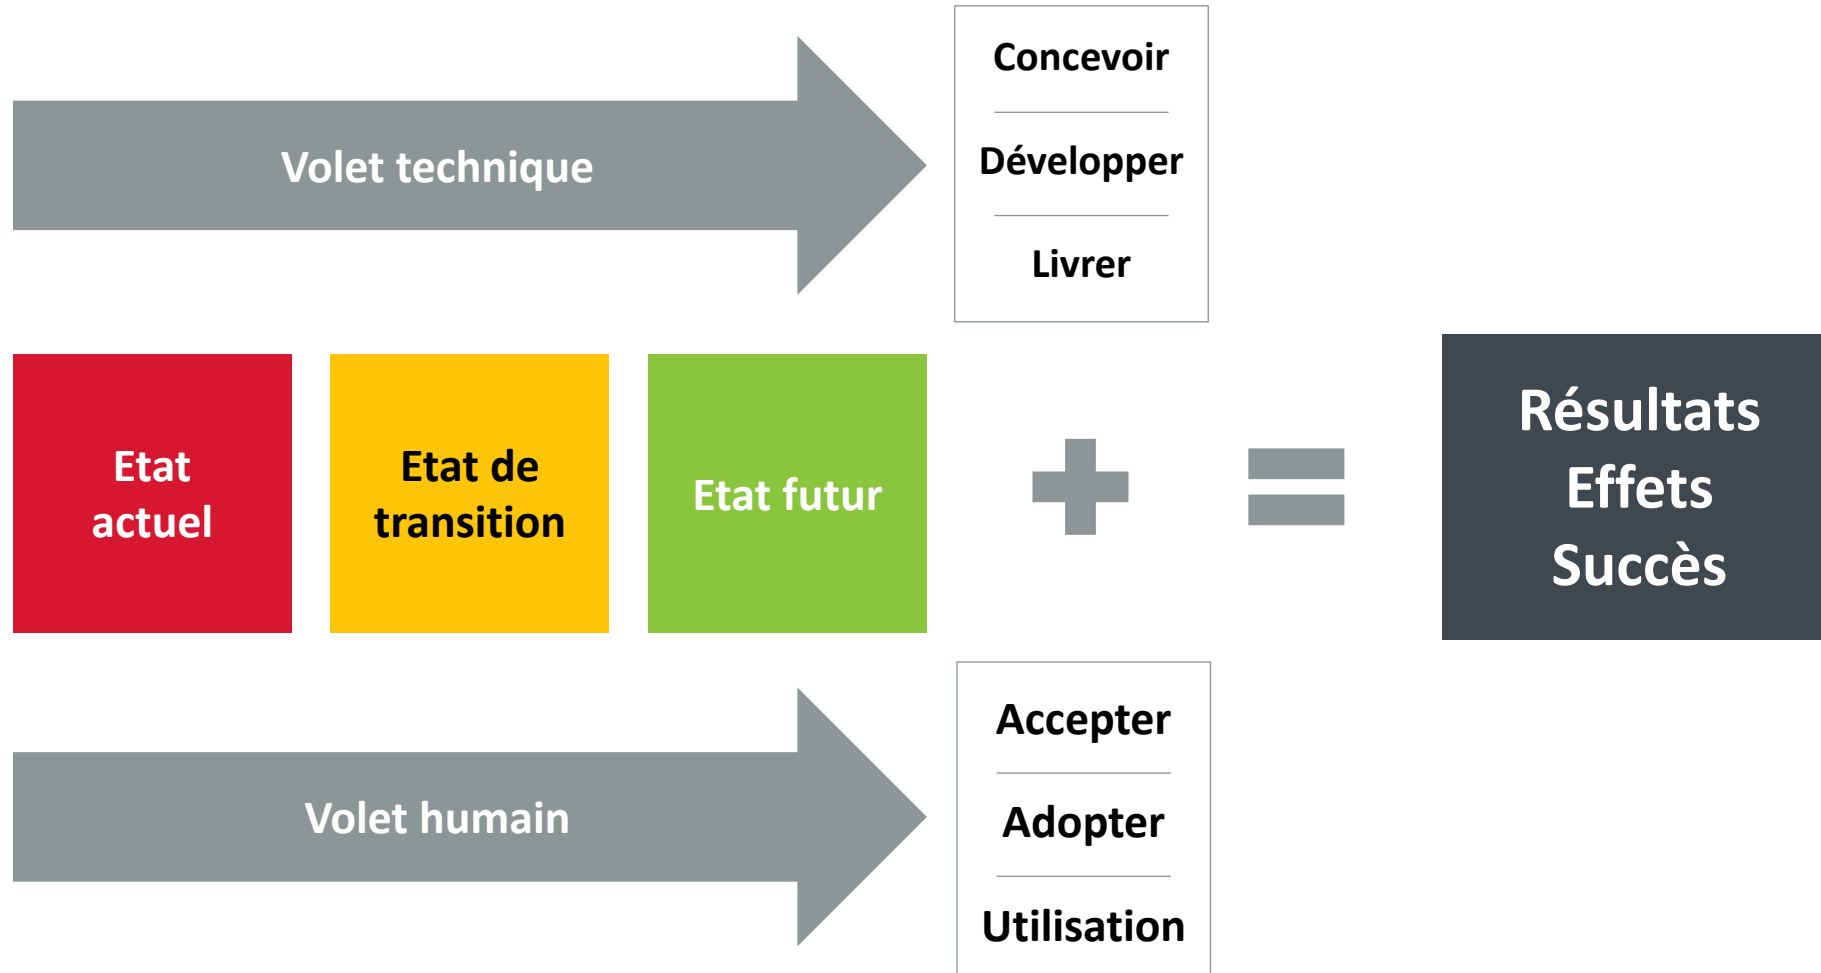 Volet technique
Concevoir
Développer
Livrer
Etat
actuel
Etat de
transition
Etat futur
Résultats
Effets
Succès
Volet humain
Accepter
Adopter
Utilisation